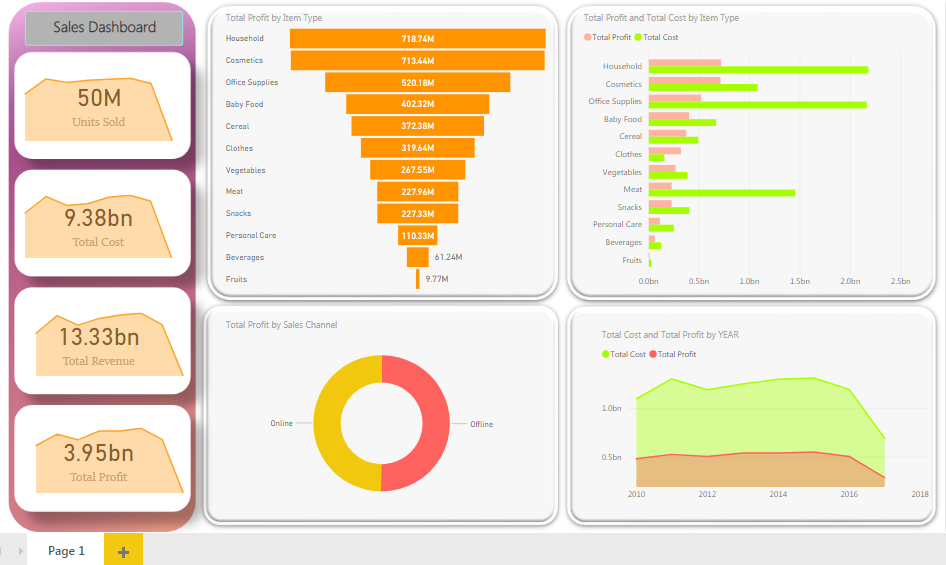 Sales Dashboard
50M
Units Sold
9.38bn
Total Cost
13.33bn
Total Revenue
3.95bn
Total Profit
Total Profit by Item Type
Household 718.74M
Cosmetics 713.44M
Office Supplies 520.18M
Baby Food 402.32M
Cereal 372.38M
Clothes 319.64M
Vegetables 267.55M
Meat 227.96M
Snacks 227.33M
Personal Care 110.33M
Beverages 61.24M
Fruits 9.77M
Total Profit and Total Cost by Item Type
Total Profit Total Cost
Household
Cosmetics
Office Supplies
Baby Food
Cereal
Clothes
Vegetables
Meat
Snacks
Personal Care
Beverages
Fruits
0.0bn 0.5bn 1.0bn 1.5bn 2.0bn 2.5bn
Total Profit by Sales Channel
Online Offline
Total Cost and Total Profit by YEAR
Total Cost Total Profit
1.0bn
0.5bn
2010 2012 2014 2016 2018
Page 1
+